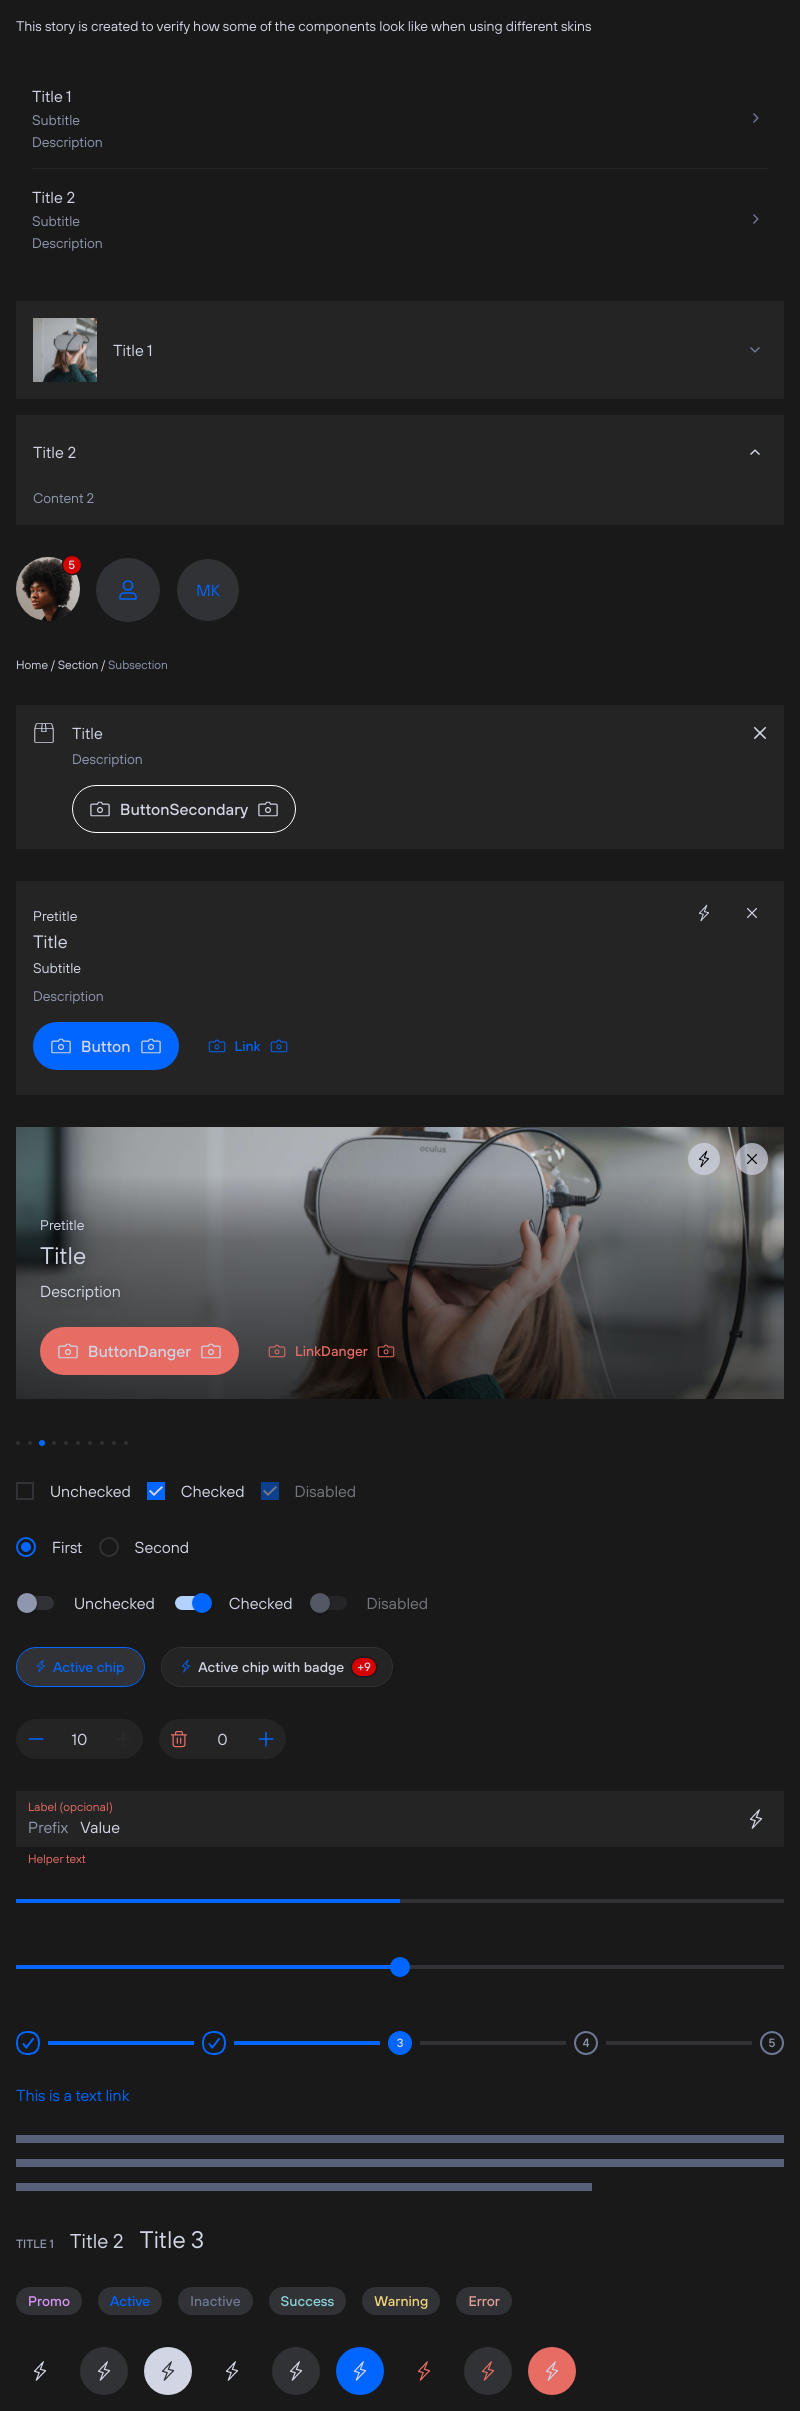 This story is created to verify how some of the components look like when using different skins
Title 1
Subtitle
Description
Title 2
Subtitle
Description
Title 1
Title 2
Content 2
5
MK
Home / Section / Subsection
Title
Description
ButtonSecondary
Pretitle
Title
Subtitle
Description
Button
Link
oculus
Pretitle
Title
Description
ButtonDanger
LinkDanger
Unchecked
Checked
Disabled
First
Second
Unchecked
Checked
Disabled
Active chip
Active chip with badge
+9
10
0
Label (opcional)
Prefix Value
Helper text
3
4
5
This is a text link
TITLE 1
Title 2
Title 3
Promo
Active
Inactive
Success
Warning
Error